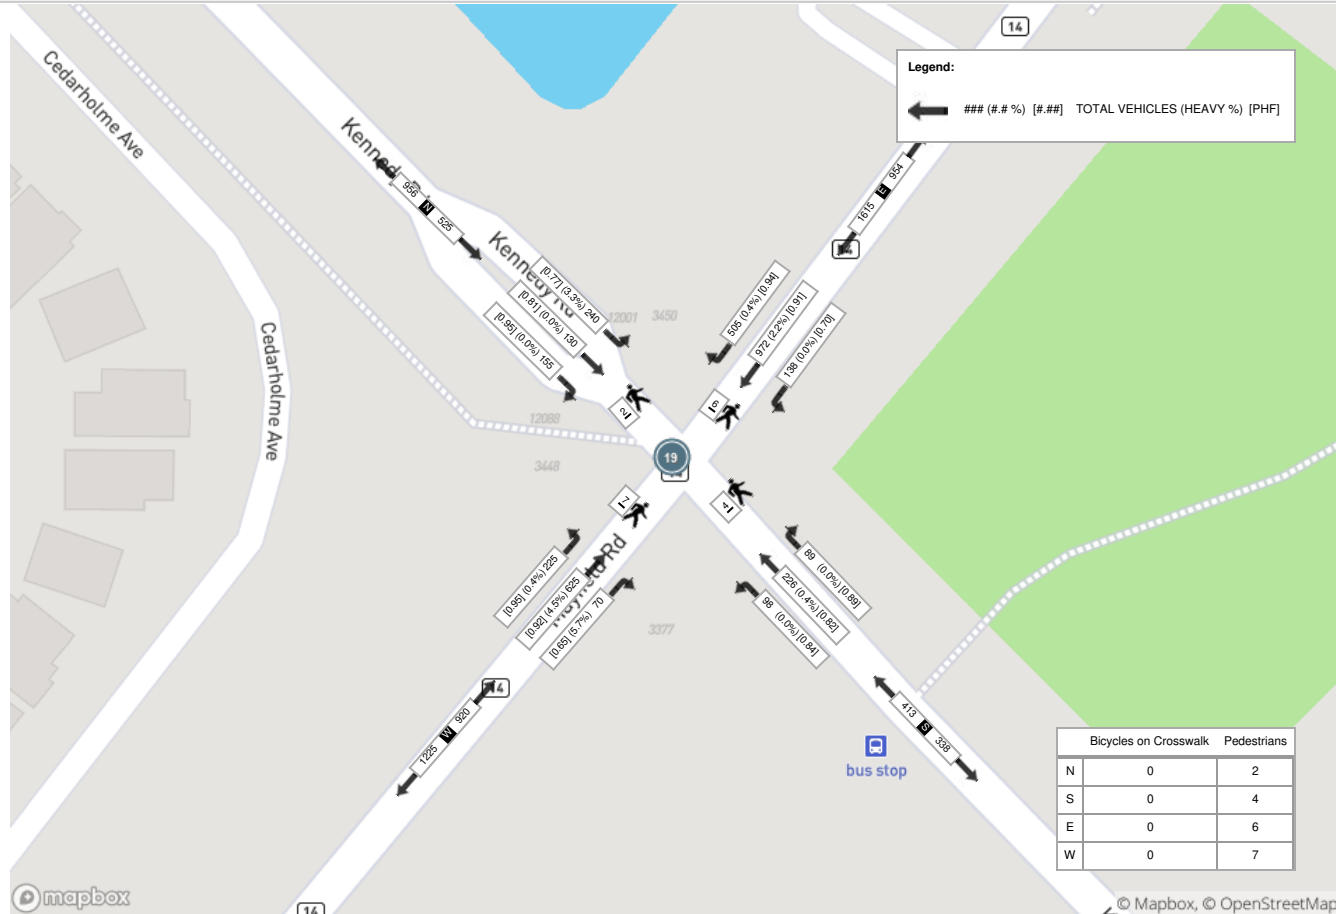 14
Legend:
### (#.# %) [#.##] TOTAL VEHICLES (HEAVY %) [PHF]
Cedarholme Ave
956 N 525
1615 E 954
Kennedy Rd
[0.77] (3.3%) 240
[0.81] (0.0%) 130
[0.95] (0.0%) 155
505 (0.4%) [0.94]
972 (2.2%) [0.91]
138 (0.0%) [0.70]
12001
3450
Cedarholme Ave
2
6
12088
3448
19
7
4
[0.95] (0.4%) 225
[0.92] (4.5%) 625
[0.65] (5.7%) 70
Mayfield Rd
89 (0.0%) [0.89]
226 (0.4%) [0.82]
98 (0.0%) [0.84]
3377
1225 W 920
413 S 338
bus stop
Bicycles on Crosswalk Pedestrians
N 0 2
S 0 4
E 0 6
W 0 7
mapbox
14
© Mapbox, © OpenStreetMap